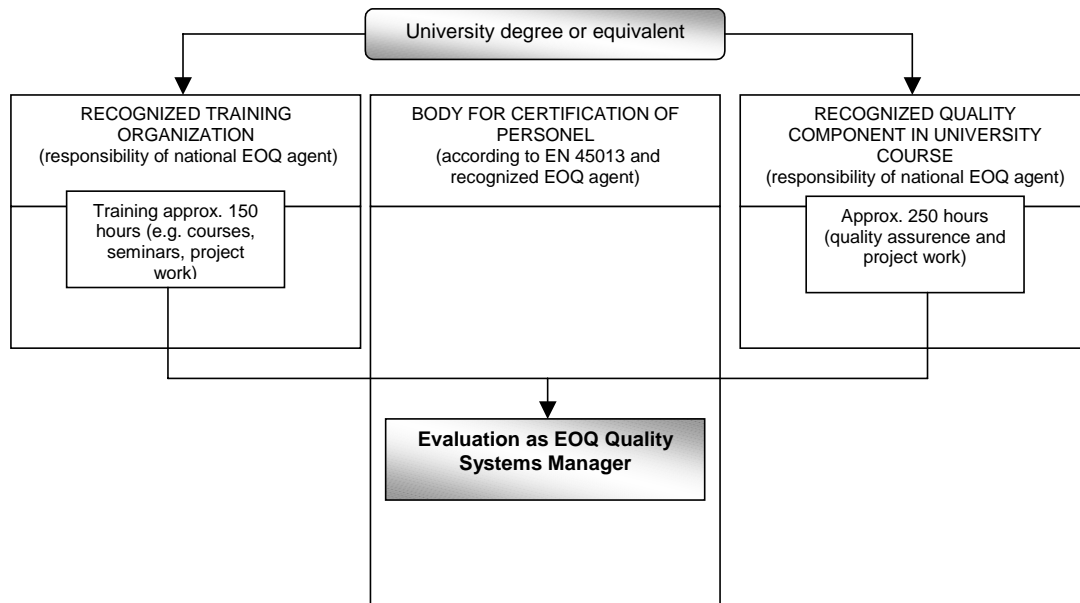 University degree or equivalent
RECOGNIZED TRAINING
ORGANIZATION
(responsibility of national EOQ agent)
Training approx. 150
hours (e.g. courses,
seminars, project
work)
BODY FOR CERTIFICATION OF
PERSONEL
(according to EN 45013 and
recognized EOQ agent)
RECOGNIZED QUALITY
COMPONENT IN UNIVERSITY
COURSE
(responsibility of national EOQ agent)
Approx. 250 hours
(quality assurence and
project work)
Evaluation as EOQ Quality
Systems Manager